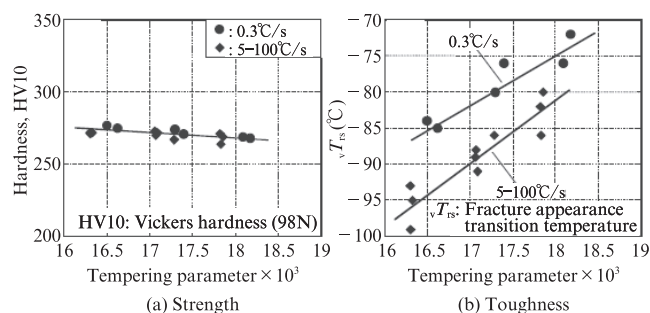 350
● : 0.3℃/s
◆ : 5–100℃/s
300
250
200
Hardness, HV10
HV10: Vickers hardness (98N)
16 16.5 17 17.5 18 18.5 19
Tempering parameter × 10³
(a) Strength
−70
−75
−80
−85
−90
−95
−100
vTrs (℃)
0.3℃/s
5–100℃/s
vTrs: Fracture appearance
transition temperature
16 16.5 17 17.5 18 18.5 19
Tempering parameter × 10³
(b) Toughness